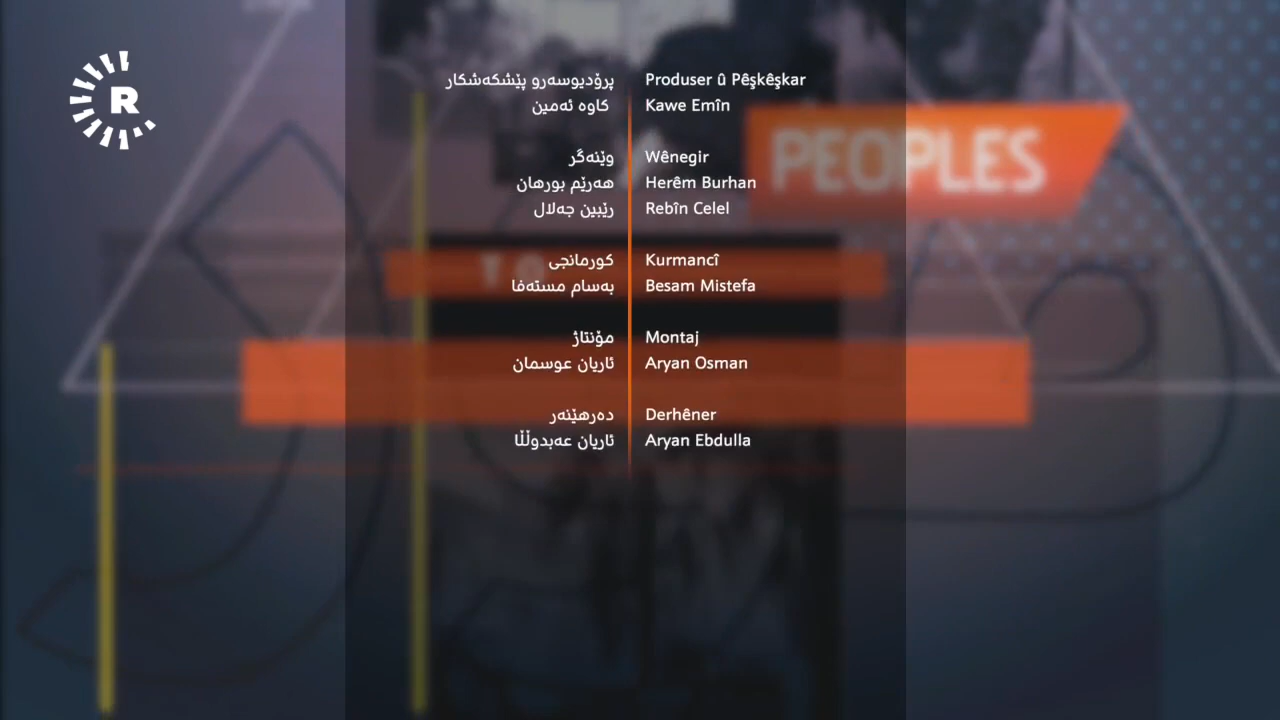 R
پرۆدیوسەرو پێشکەشکار
Produser û Pêşkêşkar
کاوە ئەمین
Kawe Emîn
PEOPLES
وێنەگر
Wênegir
هەرێم بورهان
Herêm Burhan
رێبین جەلال
Rebîn Celel
کورمانجی
Kurmancî
بەسام مستەفا
Besam Mistefa
مۆنتاژ
Montaj
ئاریان عوسمان
Aryan Osman
دەرهێنەر
Derhêner
ئاریان عەبدوڵڵا
Aryan Ebdulla